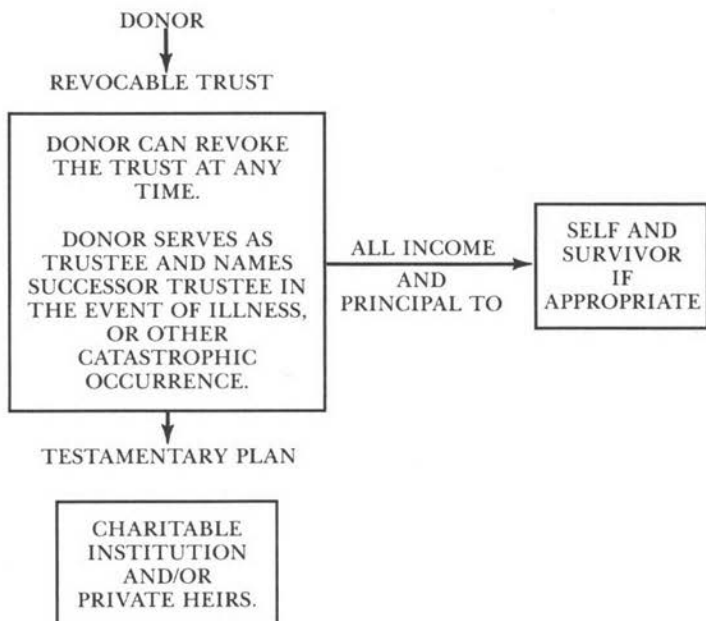 DONOR
REVOCABLE TRUST
DONOR CAN REVOKE
THE TRUST AT ANY
TIME.
DONOR SERVES AS
TRUSTEE AND NAMES
SUCCESSOR TRUSTEE IN
THE EVENT OF ILLNESS,
OR OTHER
CATASTROPHIC
OCCURRENCE.
ALL INCOME
AND
PRINCIPAL TO
SELF AND
SURVIVOR
IF
APPROPRIATE
TESTAMENTARY PLAN
CHARITABLE
INSTITUTION
AND/OR
PRIVATE HEIRS.